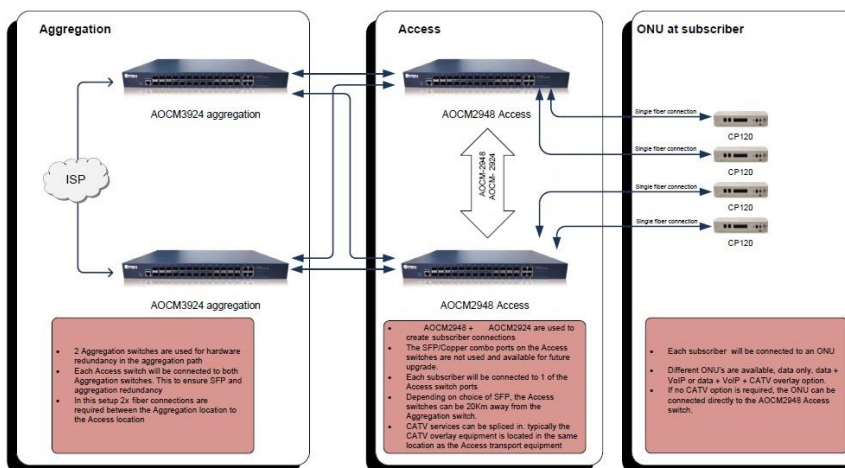 Aggregation
AOCM3924 aggregation
ISP
AOCM3924 aggregation
• 2 Aggregation switches are used for hardware
redundancy in the aggregation path
• Each Access switch will be connected to both
Aggregation switches. This to ensure SFP and
aggregation redundancy
• In this setup 2x fiber connections are
required between the Aggregation location to
the Access location
Access
AOCM2948 Access
AOCM-2948
AOCM- 2924
AOCM2948 Access
• AOCM2948 + AOCM2924 are used to
create subscriber connections
• The SFP/Copper combo ports on the Access
switches are not used and available for future
upgrade.
• Each subscriber will be connected to 1 of the
Access switch ports
• Depending on choice of SFP, the Access
switches can be 20Km away from the
Aggregation switch.
• CATV services can be spliced in. typically the
CATV overlay equipment is located in the same
location as the Access transport equipment
ONU at subscriber
Single fiber connection
CP120
Single fiber connection
CP120
Single fiber connection
CP120
Single fiber connection
CP120
• Each subscriber will be connected to an ONU
• Different ONU's are available, data only, data +
VoIP or data + VoIP + CATV overlay option.
• If no CATV option is required, the ONU can be
connected directly to the AOCM2948 Access
switch.